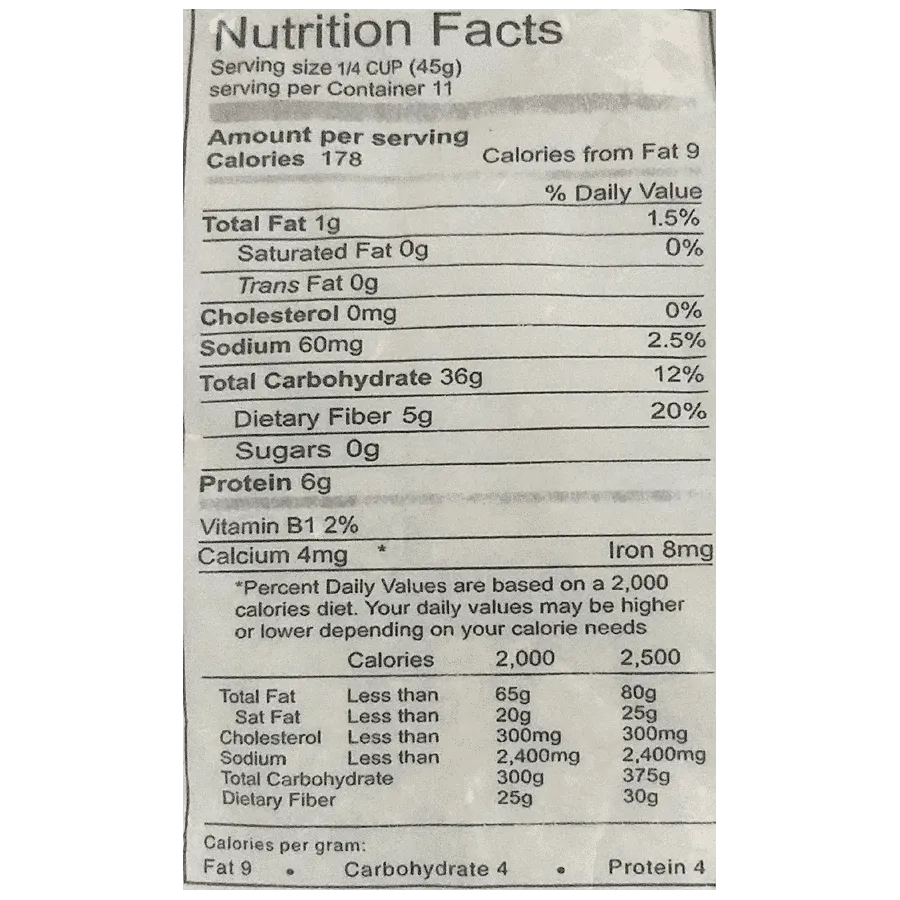 Nutrition Facts
Serving size 1/4 CUP (45g)
serving per Container 11
Amount per serving
Calories 178 Calories from Fat 9
% Daily Value
Total Fat 1g 1.5%
Saturated Fat 0g 0%
Trans Fat 0g
Cholesterol 0mg 0%
Sodium 60mg 2.5%
Total Carbohydrate 36g 12%
Dietary Fiber 5g 20%
Sugars 0g
Protein 6g
Vitamin B1 2%
Calcium 4mg * Iron 8mg
*Percent Daily Values are based on a 2,000
calories diet. Your daily values may be higher
or lower depending on your calorie needs
Calories 2,000 2,500
Total Fat Less than 65g 80g
Sat Fat Less than 20g 25g
Cholesterol Less than 300mg 300mg
Sodium Less than 2,400mg 2,400mg
Total Carbohydrate 300g 375g
Dietary Fiber 25g 30g
Calories per gram:
Fat 9 • Carbohydrate 4 • Protein 4